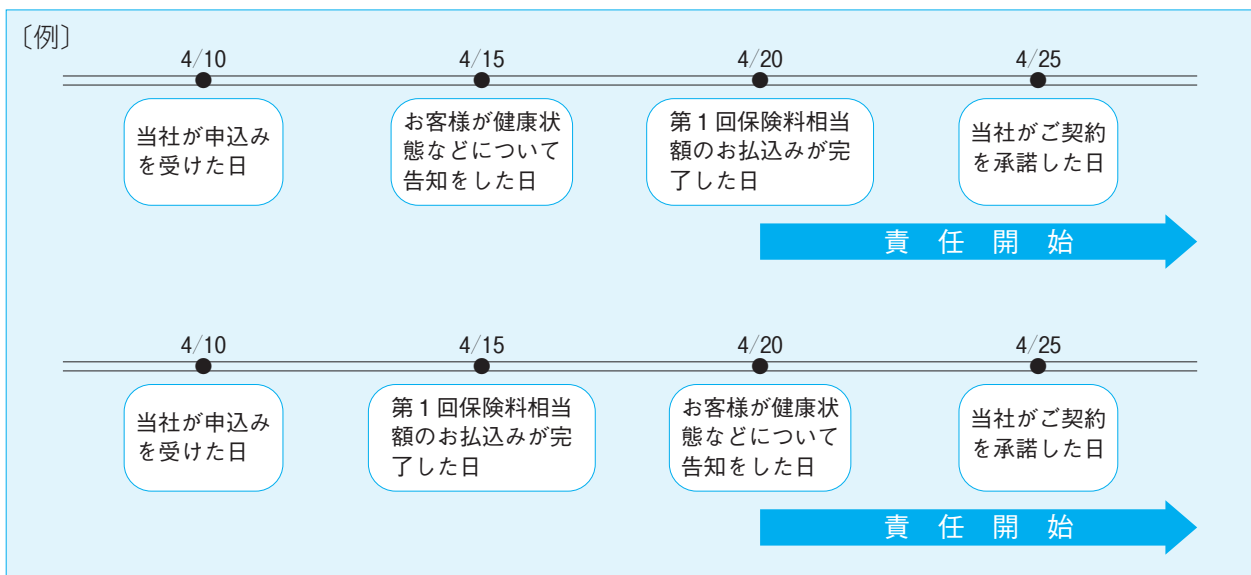 〔例〕
4/10 4/15 4/20 4/25
当社が申込み
を受けた日
お客様が健康状
態などについて
告知をした日
第1回保険料相当
額のお払込みが完
了した日
当社がご契約
を承諾した日
責任開始
4/10 4/15 4/20 4/25
当社が申込み
を受けた日
第1回保険料相当
額のお払込みが完
了した日
お客様が健康状
態などについて
告知をした日
当社がご契約
を承諾した日
責任開始